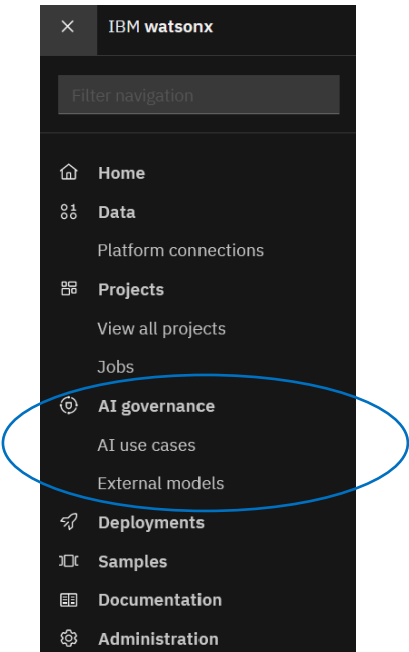 IBM watsonx
Filter navigation
Home
Data
Platform connections
Projects
View all projects
Jobs
AI governance
AI use cases
External models
Deployments
Samples
Documentation
Administration